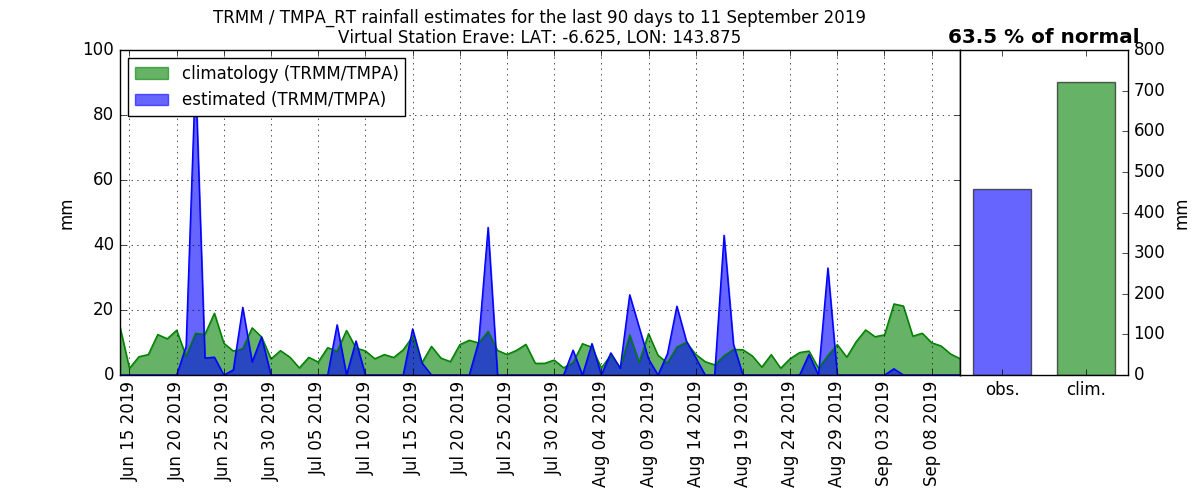 TRMM / TMPA_RT rainfall estimates for the last 90 days to 11 September 2019
Virtual Station Erave: LAT: -6.625, LON: 143.875
63.5 % of normal
climatology (TRMM/TMPA)
estimated (TRMM/TMPA)
100
80
60
40
20
0
mm
Jun 15 2019
Jun 20 2019
Jun 25 2019
Jun 30 2019
Jul 05 2019
Jul 10 2019
Jul 15 2019
Jul 20 2019
Jul 25 2019
Jul 30 2019
Aug 04 2019
Aug 09 2019
Aug 14 2019
Aug 19 2019
Aug 24 2019
Aug 29 2019
Sep 03 2019
Sep 08 2019
obs.
clim.
800
700
600
500
400
300
200
100
0
mm